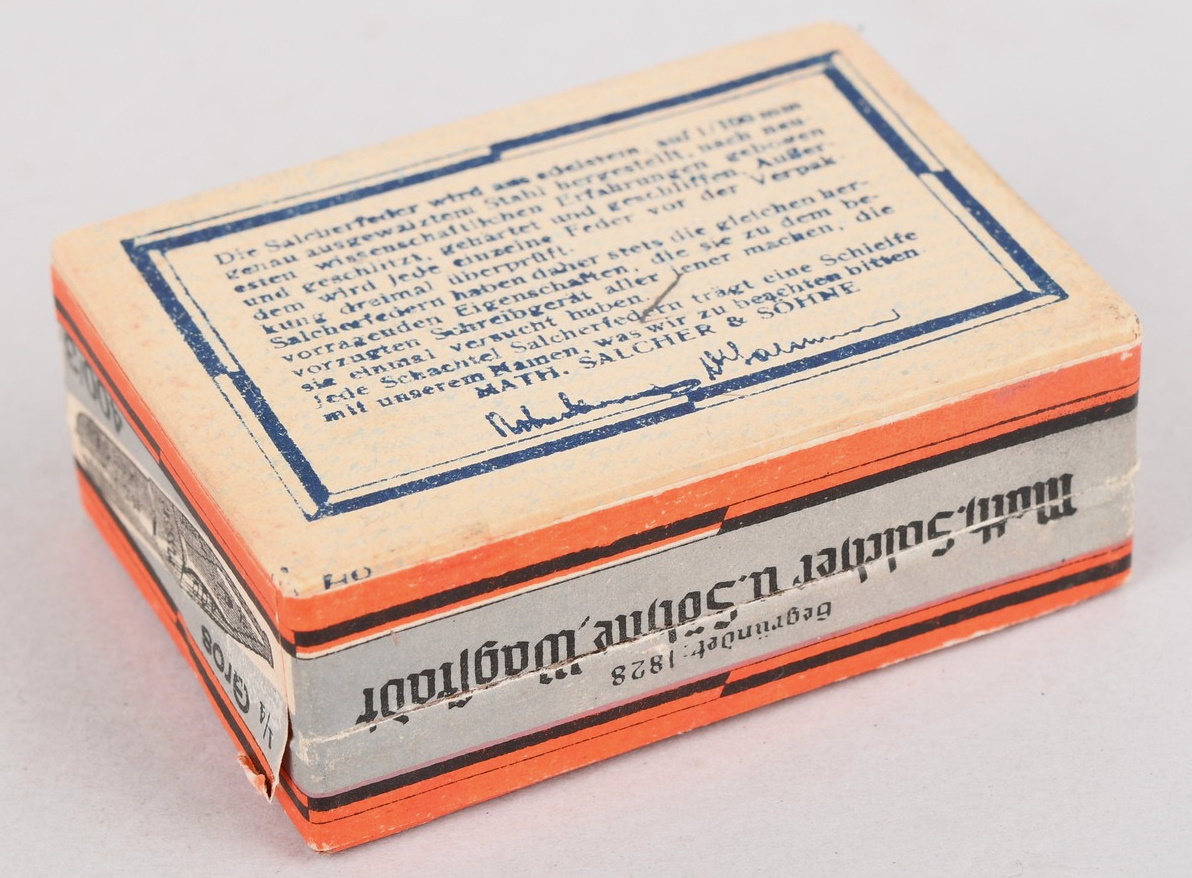 Die Salcherfeder wird aus edelstem, auf 1/100 mm
genau ausgewalztem Stahl hergestellt, nach neu-
esten wissenschaftlichen Erfahrungen gebogen
und geschlitzt, gehärtet und geschliffen. Außer-
dem wird jede einzelne Feder vor der Verpak-
kung dreimal überprüft.
Salcherfedern haben daher stets die gleichen her-
vorragenden Eigenschaften, die sie zu dem be-
vorzugten Schreibgerät aller jener machen, die
sie einmal versucht haben.
Jede Schachtel Salcherfedern trägt eine Schleife
mit unserem Namen, was wir zu beachten bitten
MATH. SALCHER & SÖHNE
Math. Salcher u. Söhne, Wagstadt
Gegründet: 1828
1/4 Gros